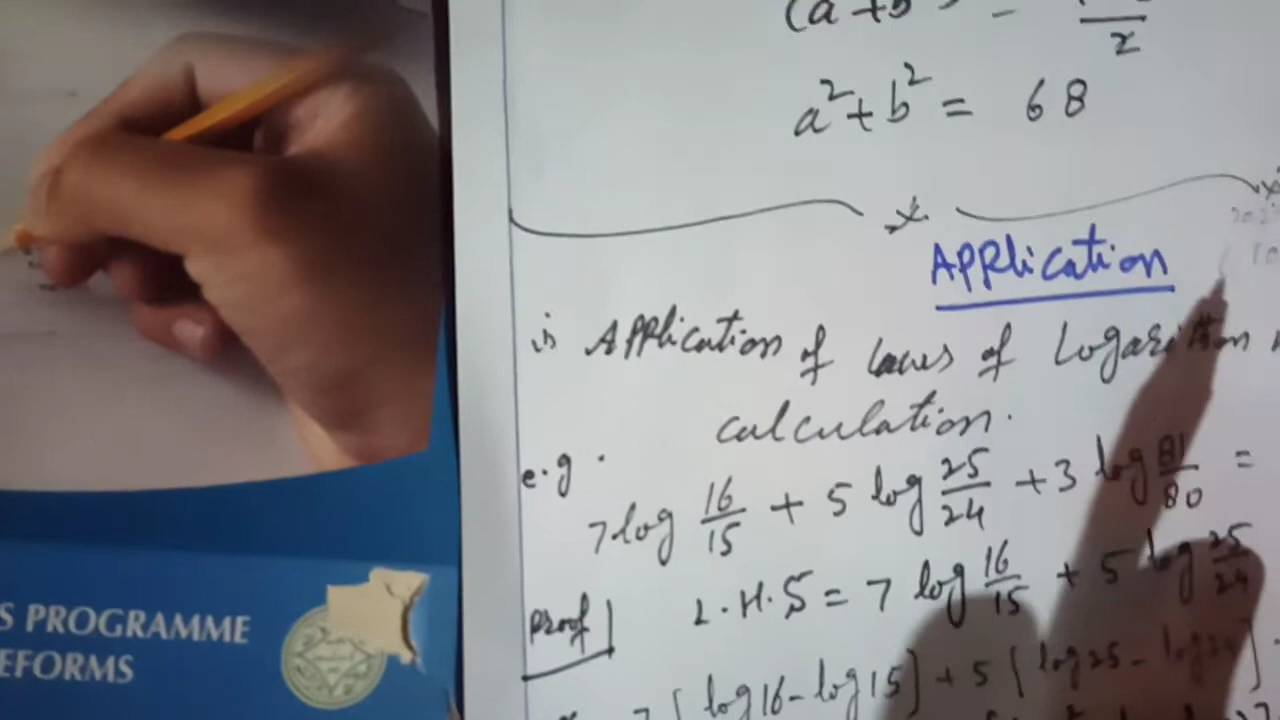 a² + b² = 68
Application
Application of laws of Logarithm
calculation.
e.g. 7 log 16/15 + 5 log 25/24 + 3 log 81/80 =
Proof L.H.S = 7 log 16/15 + 5 log 25/24
[log16 - log15] + 5 [log25 - log24]
S PROGRAMME
EFORMS